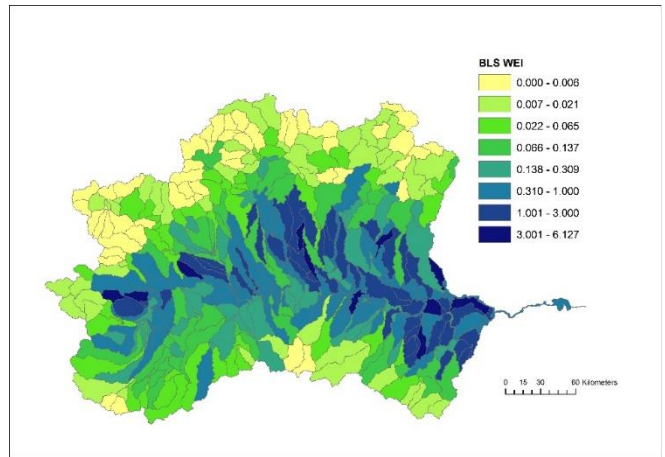 BLS WEI
0.000 - 0.006
0.007 - 0.021
0.022 - 0.065
0.066 - 0.137
0.138 - 0.309
0.310 - 1.000
1.001 - 3.000
3.001 - 6.127
0 15 30 60 Kilometers